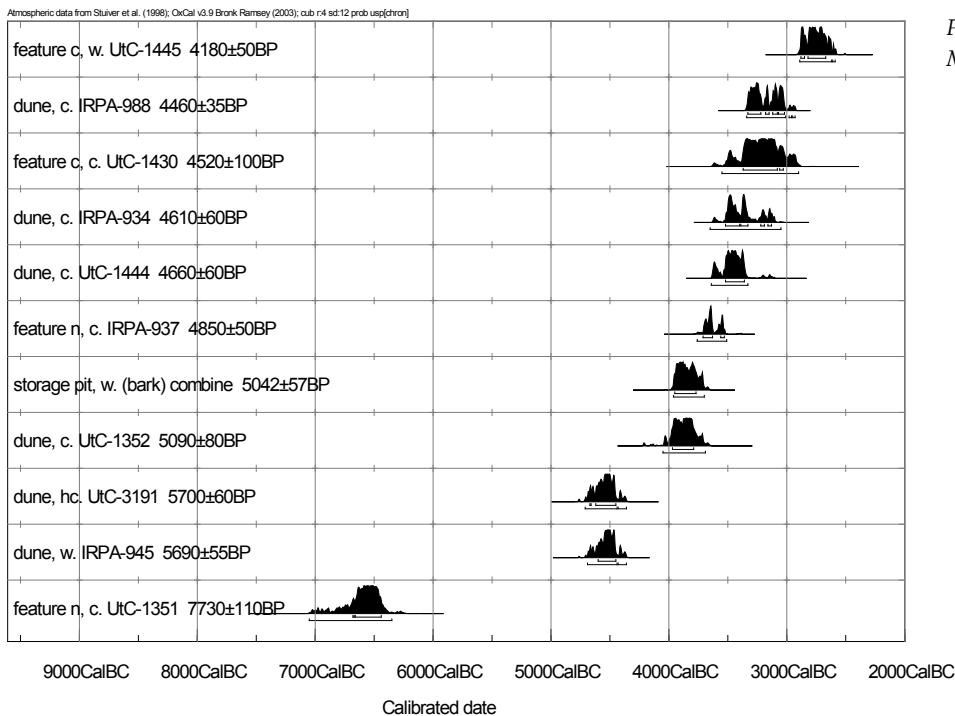 Atmospheric data from Stuiver et al. (1998); OxCal v3.9 Bronk Ramsey (2003); cub r:4 sd:12 prob usp[chron]
feature c, w. UtC-1445 4180±50BP
dune, c. IRPA-988 4460±35BP
feature c, c. UtC-1430 4520±100BP
dune, c. IRPA-934 4610±60BP
dune, c. UtC-1444 4660±60BP
feature n, c. IRPA-937 4850±50BP
storage pit, w. (bark) combine 5042±57BP
dune, c. UtC-1352 5090±80BP
dune, hc. UtC-3191 5700±60BP
dune, w. IRPA-945 5690±55BP
feature n, c. UtC-1351 7730±110BP
9000CalBC 8000CalBC 7000CalBC 6000CalBC 5000CalBC 4000CalBC 3000CalBC 2000CalBC
Calibrated date